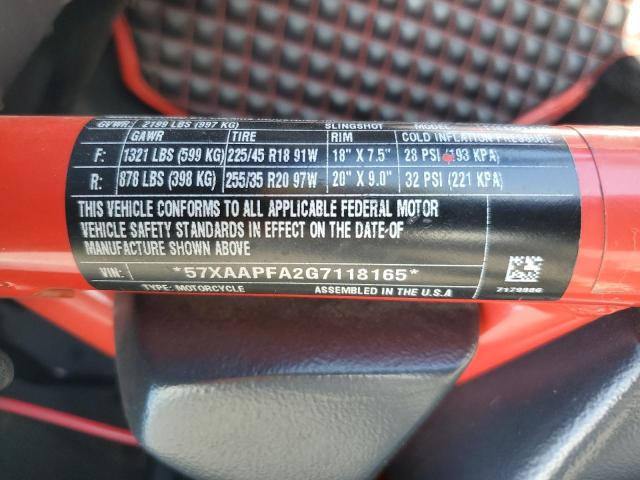 GVWR: 2199 LBS (997 KG) SLINGSHOT MODEL:
GAWR TIRE RIM COLD INFLATION PRESSURE
F: 1321 LBS (599 KG) 225/45 R18 91W 18" X 7.5" 28 PSI (193 KPA)
R: 878 LBS (398 KG) 255/35 R20 97W 20" X 9.0" 32 PSI (221 KPA)
THIS VEHICLE CONFORMS TO ALL APPLICABLE FEDERAL MOTOR
VEHICLE SAFETY STANDARDS IN EFFECT ON THE DATE OF
MANUFACTURE SHOWN ABOVE
VIN: *57XAAPFA2G7118165*
TYPE: MOTORCYCLE ASSEMBLED IN THE U.S.A 7179886